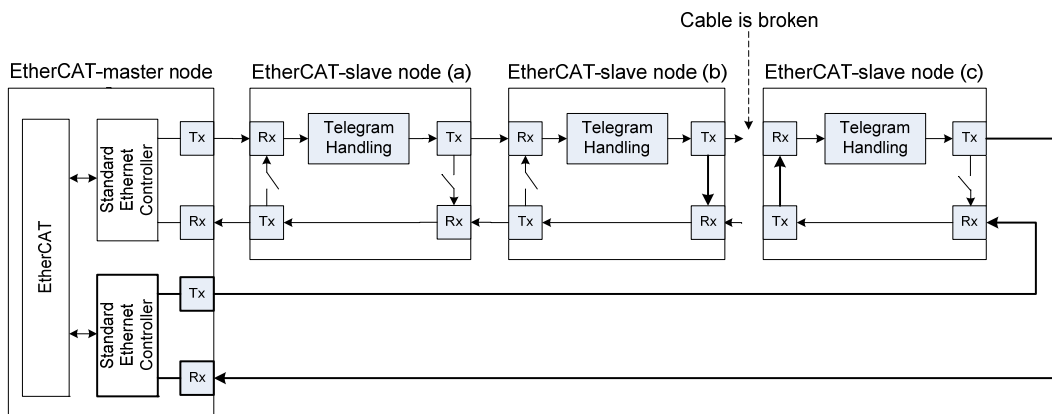 Cable is broken
EtherCAT-master node
EtherCAT-slave node (a)
EtherCAT-slave node (b)
EtherCAT-slave node (c)
EtherCAT
Standard
Ethernet
Controller
Tx
Rx
Rx
Telegram
Handling
Tx
Tx
Rx
Rx
Telegram
Handling
Tx
Tx
Rx
Rx
Telegram
Handling
Tx
Tx
Rx
Standard
Ethernet
Controller
Tx
Rx